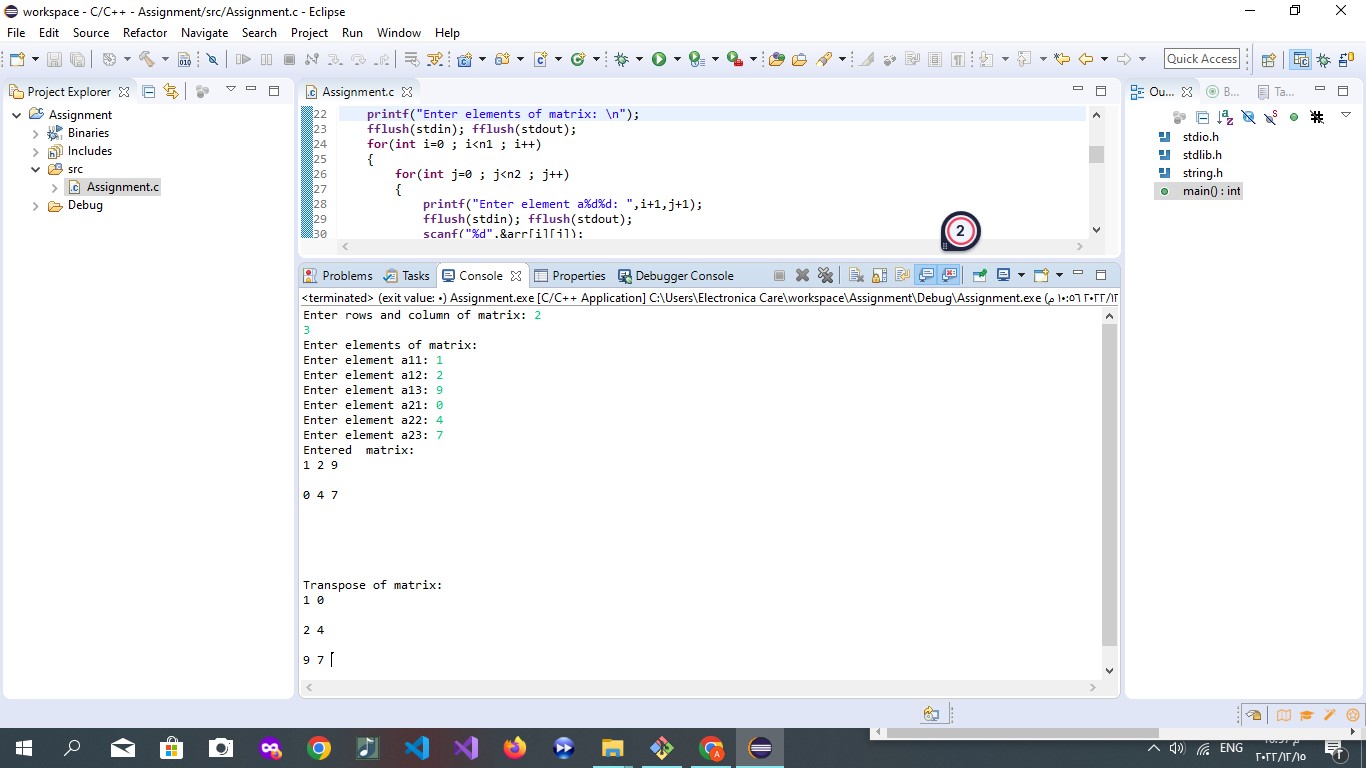 workspace - C/C++ - Assignment/src/Assignment.c - Eclipse
File Edit Source Refactor Navigate Search Project Run Window Help
Quick Access
Project Explorer
Assignment
Binaries
Includes
src
Assignment.c
Debug
Assignment.c
22 printf("Enter elements of matrix: \n");
23 fflush(stdin); fflush(stdout);
24 for(int i=0 ; i<n1 ; i++)
25 {
26 for(int j=0 ; j<n2 ; j++)
27 {
28 printf("Enter element a%d%d: ",i+1,j+1);
29 fflush(stdin); fflush(stdout);
30 scanf("%d",&arr[i][j]);
2
Ou... B... Ta...
stdio.h
stdlib.h
string.h
main() : int
Problems Tasks Console Properties Debugger Console
<terminated> (exit value: ٠) Assignment.exe [C/C++ Application] C:\Users\Electronica Care\workspace\Assignment\Debug\Assignment.exe (م ١٠:٥٦ ٢٠٢٢/١٢
Enter rows and column of matrix: 2
3
Enter elements of matrix:
Enter element a11: 1
Enter element a12: 2
Enter element a13: 9
Enter element a21: 0
Enter element a22: 4
Enter element a23: 7
Entered  matrix:
1 2 9
0 4 7
Transpose of matrix:
1 0
2 4
9 7
ENG
٢٠٢٢/١٢/١٥